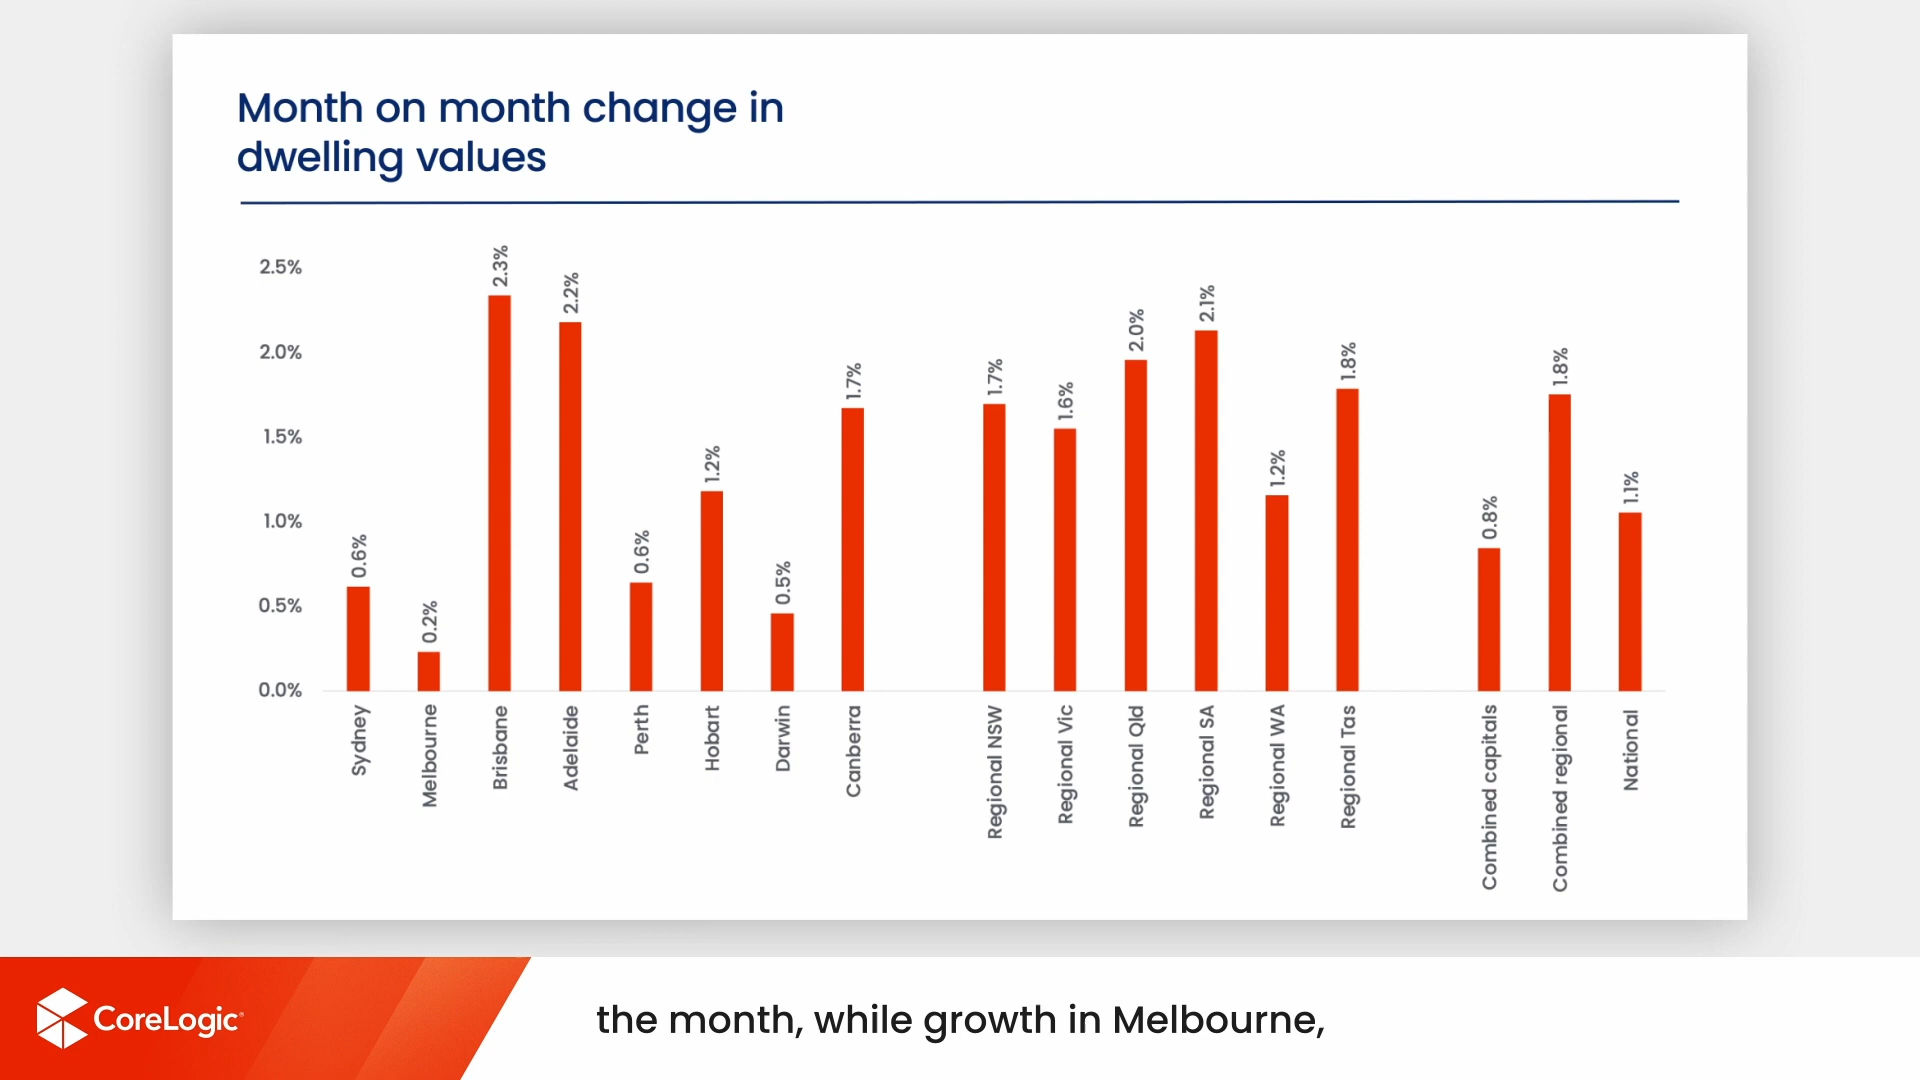 Month on month change in
dwelling values
2.5%
2.0%
1.5%
1.0%
0.5%
0.0%
0.6%
0.2%
2.3%
2.2%
0.6%
1.2%
0.5%
1.7%
1.7%
1.6%
2.0%
2.1%
1.2%
1.8%
0.8%
1.8%
1.1%
Sydney
Melbourne
Brisbane
Adelaide
Perth
Hobart
Darwin
Canberra
Regional NSW
Regional Vic
Regional Qld
Regional SA
Regional WA
Regional Tas
Combined capitals
Combined regional
National
CoreLogic
the month, while growth in Melbourne,